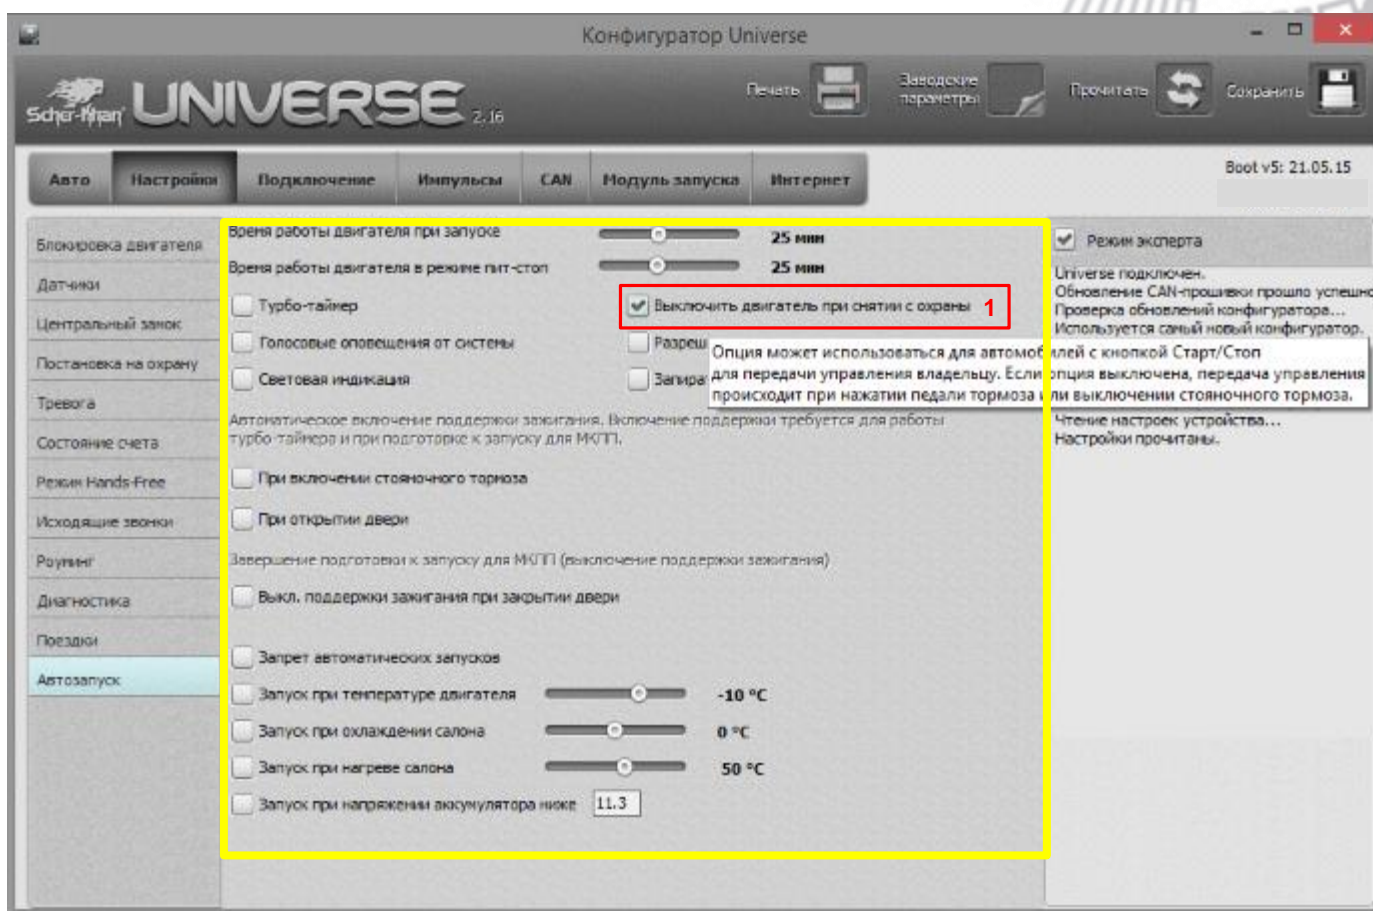 Конфигуратор Universe
Scher-Khan UNIVERSE 2.16
Печать
Заводские
параметры
Прочитать
Сохранить
Авто
Настройки
Подключение
Импульсы
CAN
Модуль запуска
Интернет
Boot v5: 21.05.15
Блокировка двигателя
Датчики
Центральный замок
Постановка на охрану
Тревога
Состояние счета
Режим Hands-Free
Исходящие звонки
Роуминг
Диагностика
Поездки
Автозапуск
Время работы двигателя при запуске
25 мин
Время работы двигателя в режиме пит-стоп
25 мин
Турбо-таймер
Выключить двигатель при снятии с охраны 1
Голосовые оповещения от системы
Разреш
Световая индикация
Запират
Опция может использоваться для автомобилей с кнопкой Старт/Стоп
для передачи управления владельцу. Если опция выключена, передача управления
происходит при нажатии педали тормоза или выключении стояночного тормоза.
Автоматическое включение поддержки зажигания. Включение поддержки требуется для работы
турбо-таймера и при подготовке к запуску для МКПП.
При включении стояночного тормоза
При открытии двери
Завершение подготовки к запуску для МКПП (выключение поддержки зажигания)
Выкл. поддержки зажигания при закрытии двери
Запрет автоматических запусков
Запуск при температуре двигателя
-10 °C
Запуск при охлаждении салона
0 °C
Запуск при нагреве салона
50 °C
Запуск при напряжении аккумулятора ниже
11.3
Режим эксперта
Universe подключен.
Обновление CAN-прошивки прошло успешно
Проверка обновлений конфигуратора...
Используется самый новый конфигуратор.
Чтение настроек устройства...
Настройки прочитаны.